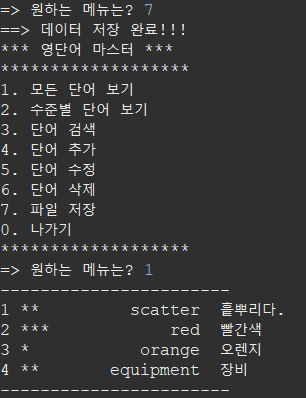 => 원하는 메뉴는? 7
==> 데이터 저장 완료!!!
*** 영단어 마스터 ***
*******************
1. 모든 단어 보기
2. 수준별 단어 보기
3. 단어 검색
4. 단어 추가
5. 단어 수정
6. 단어 삭제
7. 파일 저장
0. 나가기
*******************
=> 원하는 메뉴는? 1
-----------------------
1 ** scatter 흩뿌리다.
2 *** red 빨간색
3 * orange 오렌지
4 ** equipment 장비
-----------------------